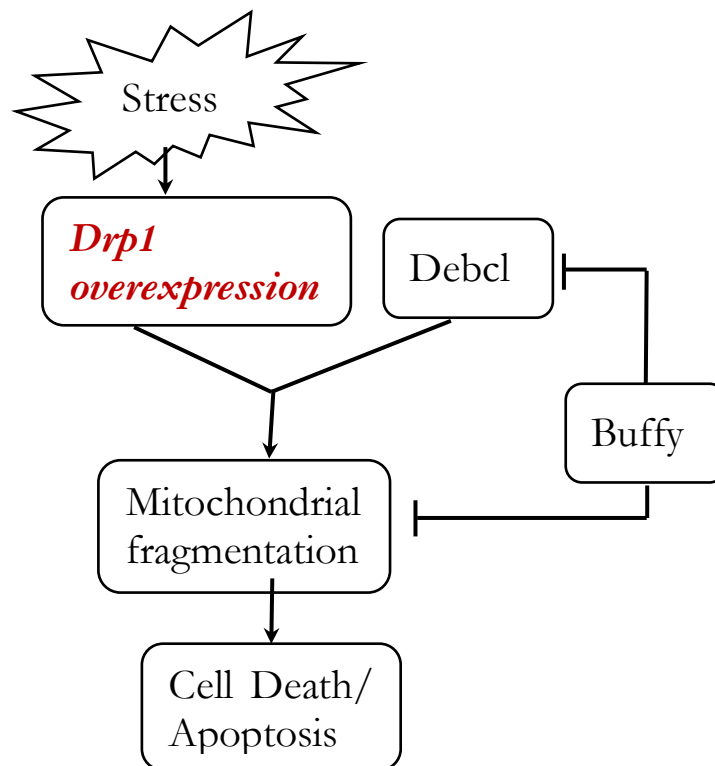 Stress
Drp1
overexpression
Debcl
Buffy
Mitochondrial
fragmentation
Cell Death/
Apoptosis